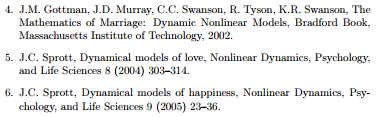 4. J.M. Gottman, J.D. Murray, C.C. Swanson, R. Tyson, K.R. Swanson, The
Mathematics of Marriage: Dynamic Nonlinear Models, Bradford Book,
Massachusetts Institute of Technology, 2002.
5. J.C. Sprott, Dynamical models of love, Nonlinear Dynamics, Psychology,
and Life Sciences 8 (2004) 303–314.
6. J.C. Sprott, Dynamical models of happiness, Nonlinear Dynamics, Psy-
chology, and Life Sciences 9 (2005) 23–36.